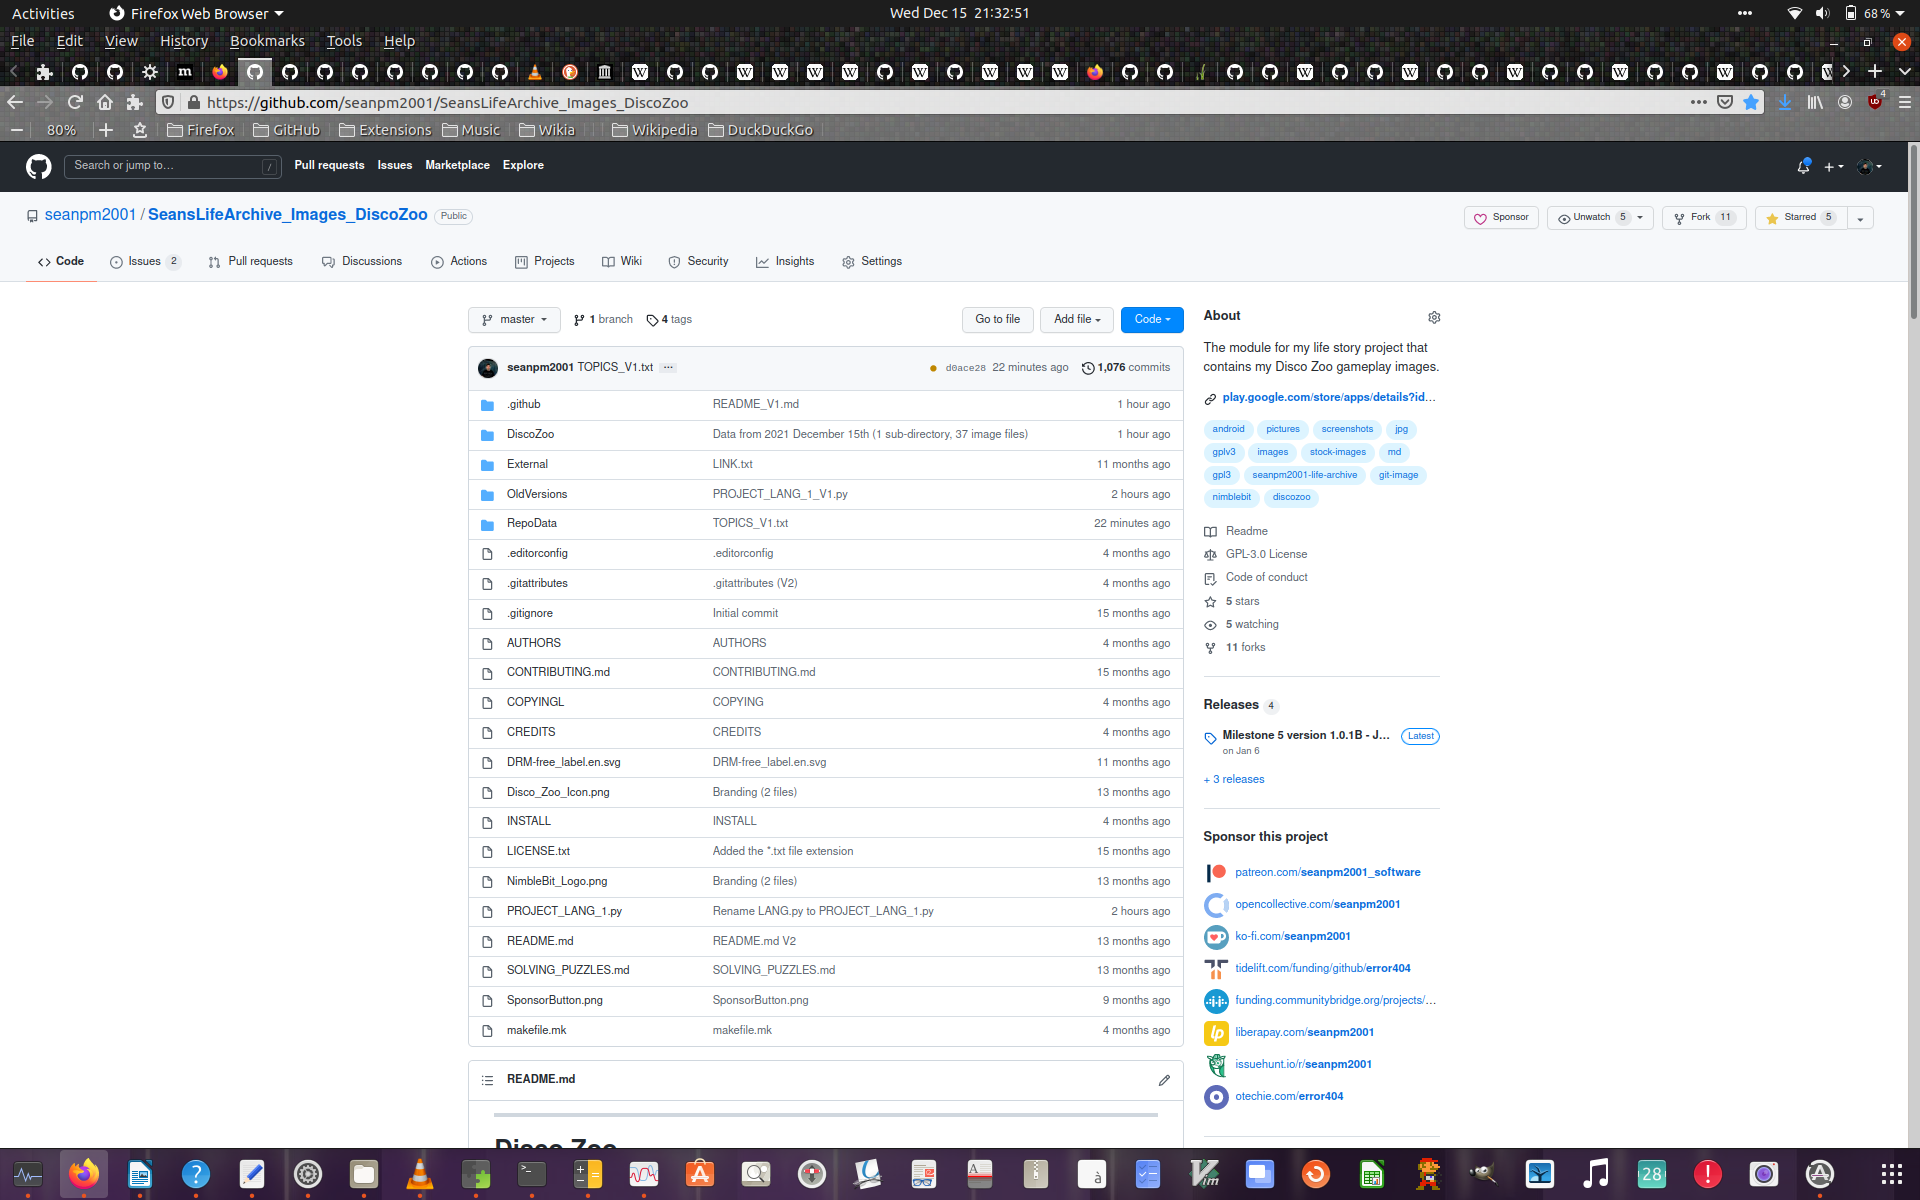 Activities Firefox Web Browser Wed Dec 15 21:32:51 68 %
File Edit View History Bookmarks Tools Help
https://github.com/seanpm2001/SeansLifeArchive_Images_DiscoZoo 4
80% Firefox GitHub Extensions Music Wikia Wikipedia DuckDuckGo
Search or jump to... / Pull requests Issues Marketplace Explore
seanpm2001 / SeansLifeArchive_Images_DiscoZoo Public Sponsor Unwatch 5 Fork 11 Starred 5
Code Issues 2 Pull requests Discussions Actions Projects Wiki Security Insights Settings
master 1 branch 4 tags Go to file Add file Code
seanpm2001 TOPICS_V1.txt ... d0ace28 22 minutes ago 1,076 commits
.github README_V1.md 1 hour ago
DiscoZoo Data from 2021 December 15th (1 sub-directory, 37 image files) 1 hour ago
External LINK.txt 11 months ago
OldVersions PROJECT_LANG_1_V1.py 2 hours ago
RepoData TOPICS_V1.txt 22 minutes ago
.editorconfig .editorconfig 4 months ago
.gitattributes .gitattributes (V2) 4 months ago
.gitignore Initial commit 15 months ago
AUTHORS AUTHORS 4 months ago
CONTRIBUTING.md CONTRIBUTING.md 15 months ago
COPYINGL COPYING 4 months ago
CREDITS CREDITS 4 months ago
DRM-free_label.en.svg DRM-free_label.en.svg 11 months ago
Disco_Zoo_Icon.png Branding (2 files) 13 months ago
INSTALL INSTALL 4 months ago
LICENSE.txt Added the *.txt file extension 15 months ago
NimbleBit_Logo.png Branding (2 files) 13 months ago
PROJECT_LANG_1.py Rename LANG.py to PROJECT_LANG_1.py 2 hours ago
README.md README.md V2 13 months ago
SOLVING_PUZZLES.md SOLVING_PUZZLES.md 13 months ago
SponsorButton.png SponsorButton.png 9 months ago
makefile.mk makefile.mk 4 months ago
README.md
Disco Zoo
About
The module for my life story project that
contains my Disco Zoo gameplay images.
play.google.com/store/apps/details?id...
android pictures screenshots jpg
gplv3 images stock-images md
gpl3 seanpm2001-life-archive git-image
nimblebit discozoo
Readme
GPL-3.0 License
Code of conduct
5 stars
5 watching
11 forks
Releases 4
Milestone 5 version 1.0.1B - J... Latest
on Jan 6
+ 3 releases
Sponsor this project
patreon.com/seanpm2001_software
opencollective.com/seanpm2001
ko-fi.com/seanpm2001
tidelift.com/funding/github/error404
funding.communitybridge.org/projects/...
liberapay.com/seanpm2001
issuehunt.io/r/seanpm2001
otechie.com/error404
28